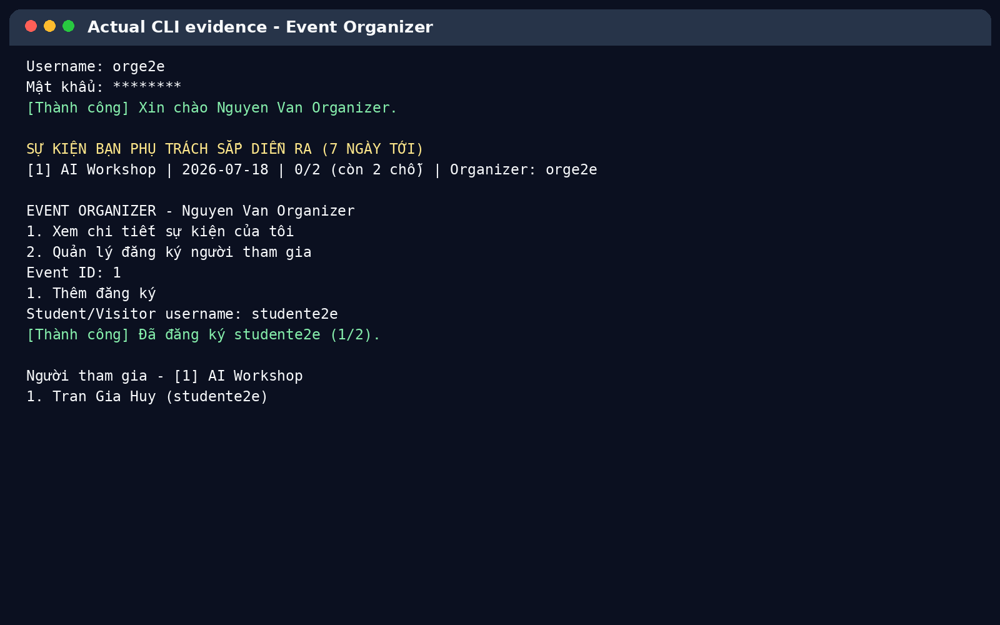 Actual CLI evidence - Event Organizer
Username: orge2e
Mật khẩu: ********
[Thành công] Xin chào Nguyen Van Organizer.
SỰ KIỆN BẠN PHỤ TRÁCH SẮP DIỄN RA (7 NGÀY TỚI)
[1] AI Workshop | 2026-07-18 | 0/2 (còn 2 chỗ) | Organizer: orge2e
EVENT ORGANIZER - Nguyen Van Organizer
1. Xem chi tiết sự kiện của tôi
2. Quản lý đăng ký người tham gia
Event ID: 1
1. Thêm đăng ký
Student/Visitor username: studente2e
[Thành công] Đã đăng ký studente2e (1/2).
Người tham gia - [1] AI Workshop
1. Tran Gia Huy (studente2e)